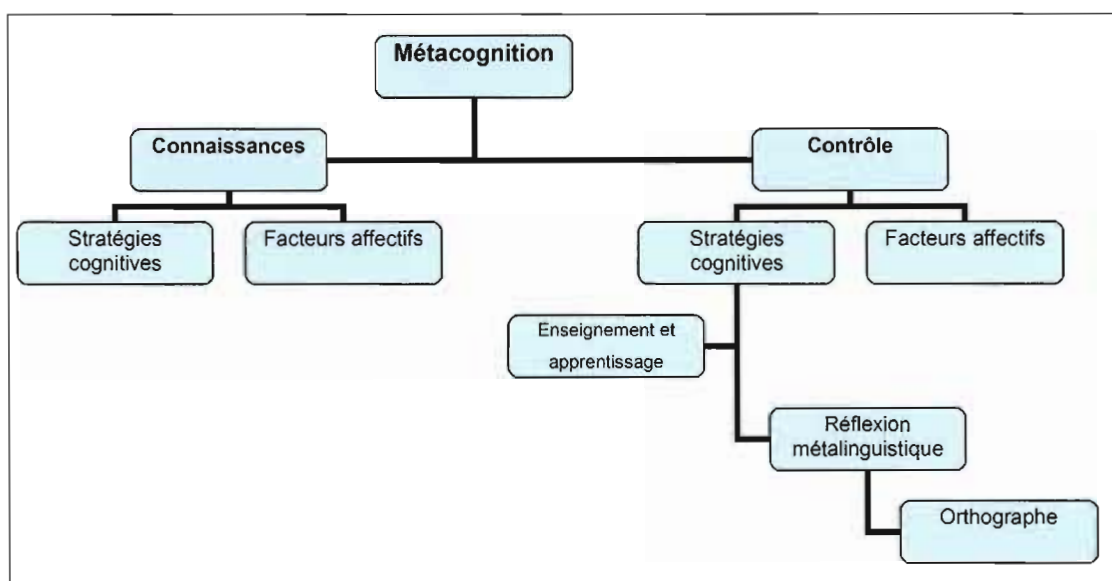 Métacognition
Connaissances
Contrôle
Stratégies
cognitives
Facteurs affectifs
Stratégies
cognitives
Facteurs affectifs
Enseignement et
apprentissage
Réflexion
métalinguistique
Orthographe